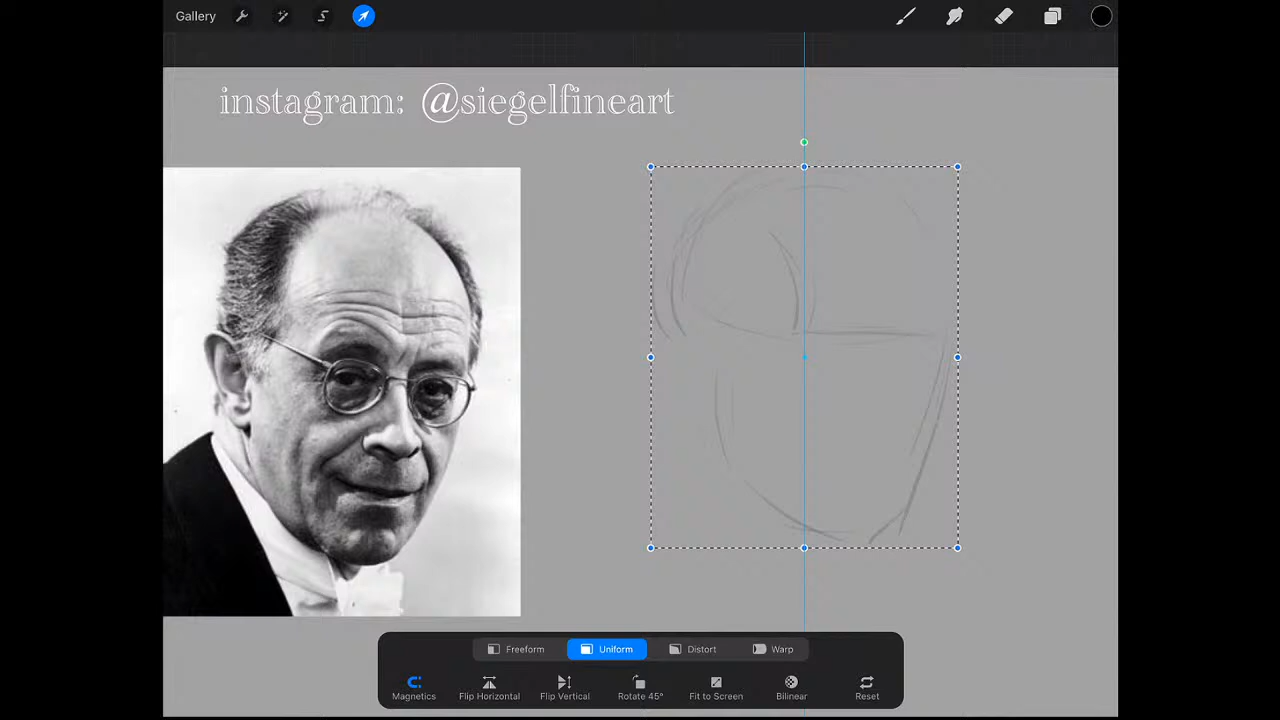 Gallery
instagram: @siegelfineart
Freeform Uniform Distort Warp
Magnetics Flip Horizontal Flip Vertical Rotate 45° Fit to Screen Bilinear Reset